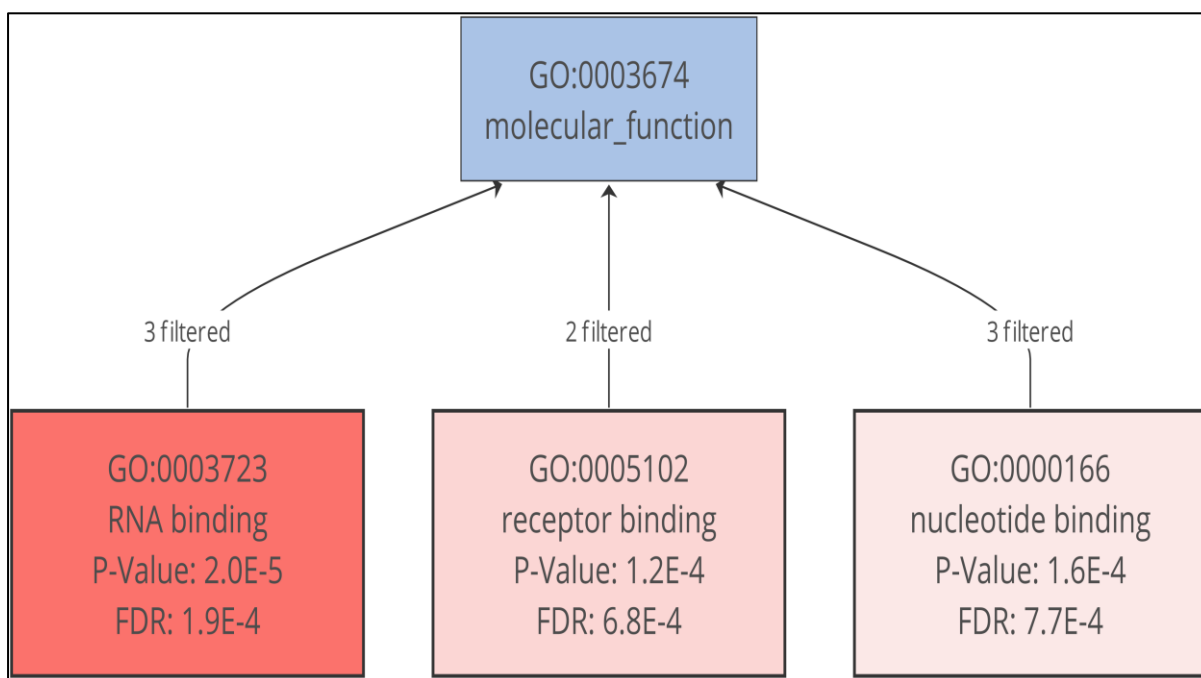 GO:0003674
molecular_function
3 filtered
2 filtered
3 filtered
GO:0003723
RNA binding
P-Value: 2.0E-5
FDR: 1.9E-4
GO:0005102
receptor binding
P-Value: 1.2E-4
FDR: 6.8E-4
GO:0000166
nucleotide binding
P-Value: 1.6E-4
FDR: 7.7E-4